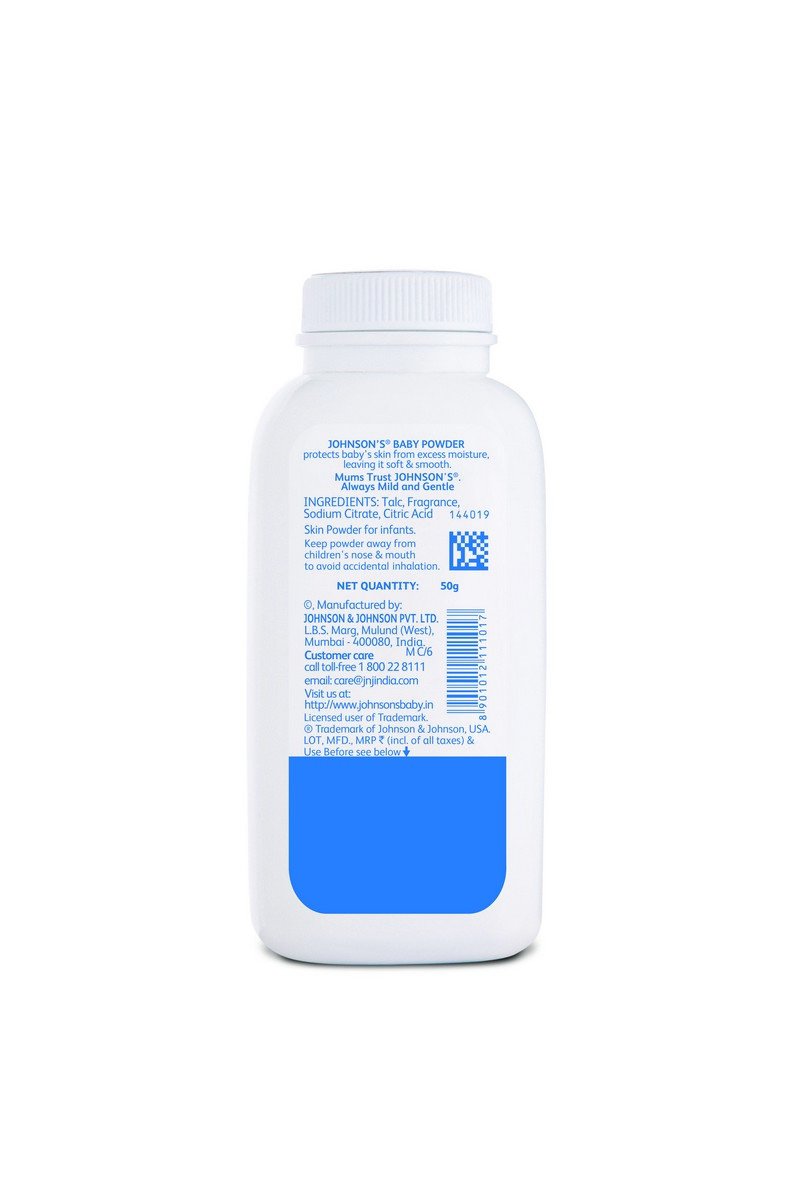 JOHNSON'S® BABY POWDER
protects baby's skin from excess moisture,
leaving it soft & smooth.
Mums Trust JOHNSON'S®.
Always Mild and Gentle
INGREDIENTS: Talc, Fragrance,
Sodium Citrate, Citric Acid 144019
Skin Powder for infants.
Keep powder away from
children's nose & mouth
to avoid accidental inhalation.
NET QUANTITY: 50g
©, Manufactured by:
JOHNSON & JOHNSON PVT. LTD.
L.B.S. Marg, Mulund (West),
Mumbai - 400080, India.
M C/6
Customer care
call toll-free 1 800 22 8111
email: care@jnjindia.com
Visit us at:
http://www.johnsonsbaby.in
Licensed user of Trademark.
® Trademark of Johnson & Johnson, USA.
LOT, MFD., MRP ₹ (incl. of all taxes) &
Use Before see below
8 901012 111017